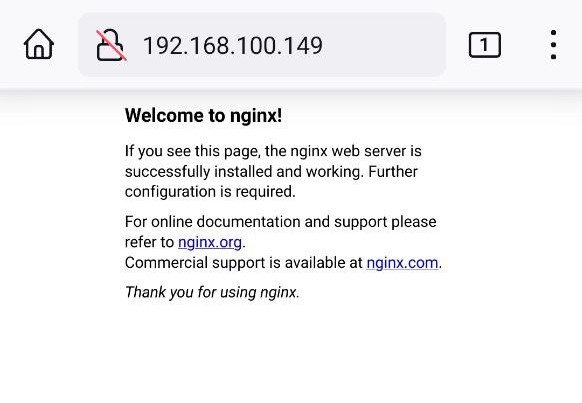 192.168.100.149
1
Welcome to nginx!
If you see this page, the nginx web server is
successfully installed and working. Further
configuration is required.
For online documentation and support please
refer to nginx.org.
Commercial support is available at nginx.com.
Thank you for using nginx.